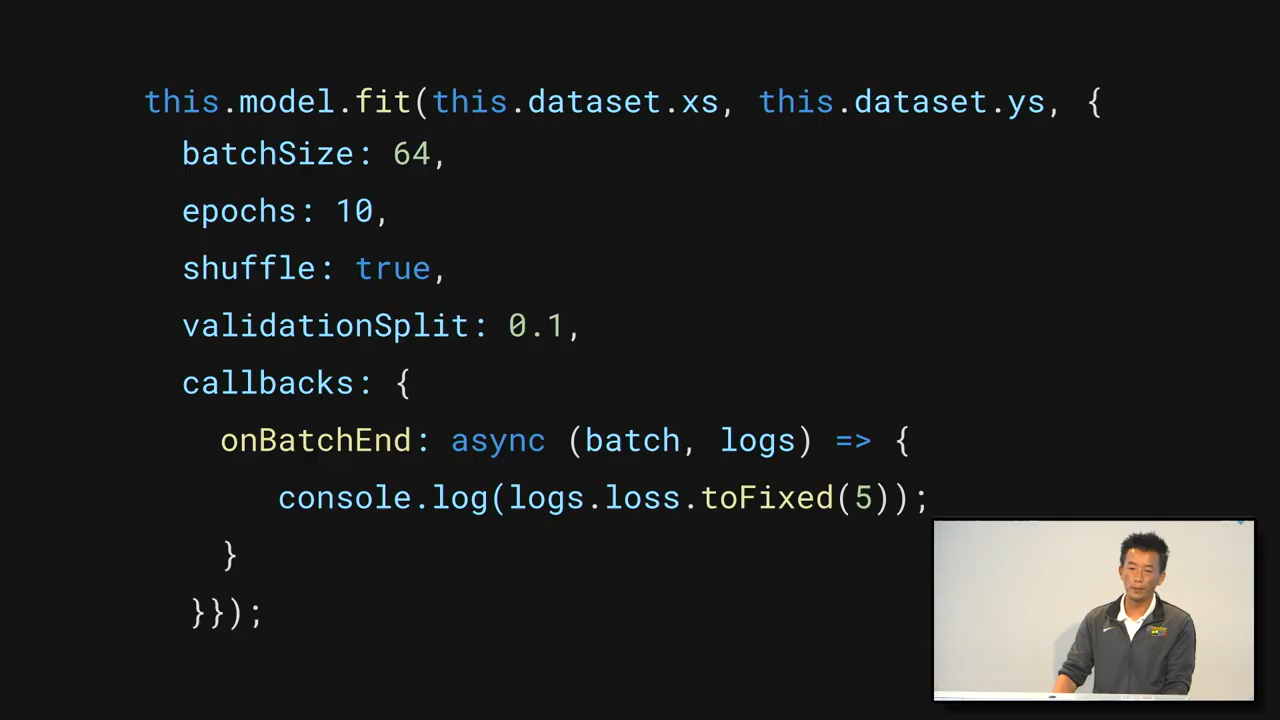 this.model.fit(this.dataset.xs, this.dataset.ys, {
batchSize: 64,
epochs: 10,
shuffle: true,
validationSplit: 0.1,
callbacks: {
onBatchEnd: async (batch, logs) => {
console.log(logs.loss.toFixed(5));
}
}});